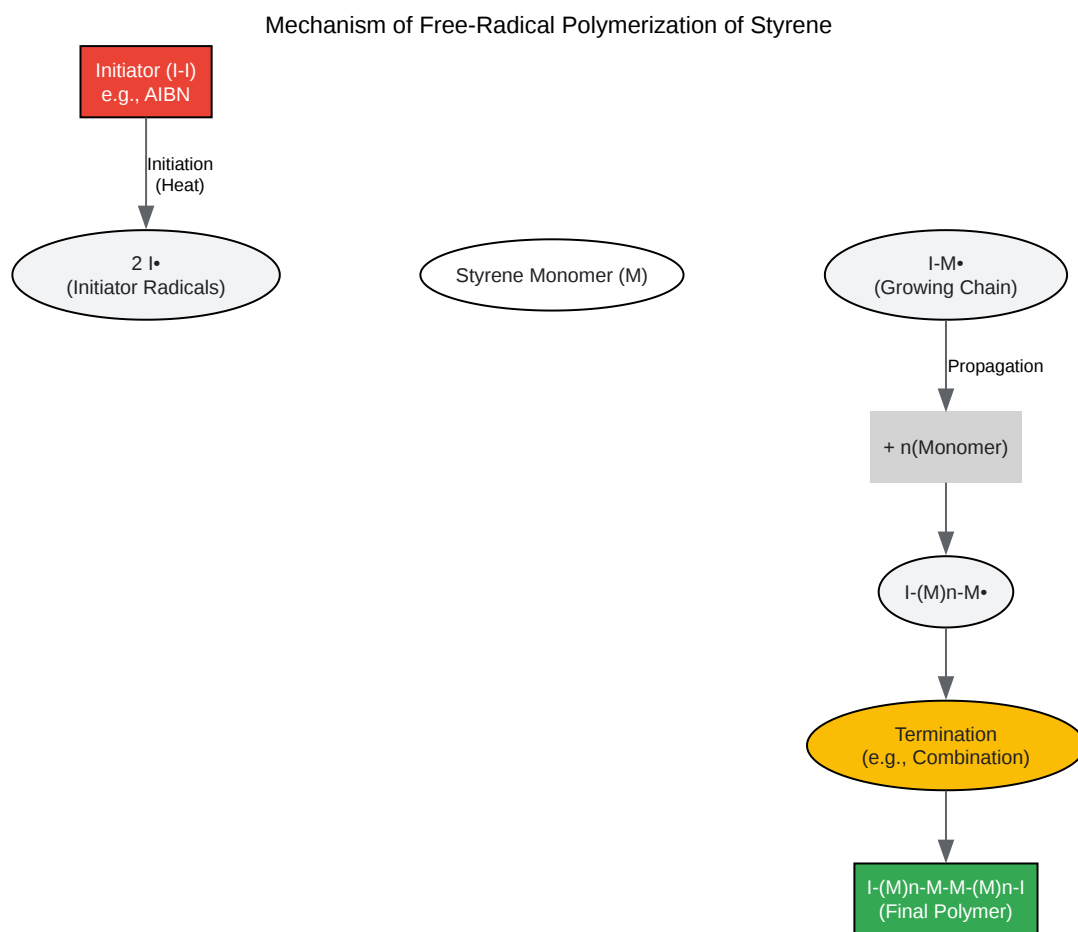 Mechanism of Free-Radical Polymerization of Styrene
Initiator (I-I)
e.g., AIBN
Initiation
(Heat)
2 I•
(Initiator Radicals)
Styrene Monomer (M)
I-M•
(Growing Chain)
Propagation
+ n(Monomer)
I-(M)n-M•
Termination
(e.g., Combination)
I-(M)n-M-M-(M)n-I
(Final Polymer)